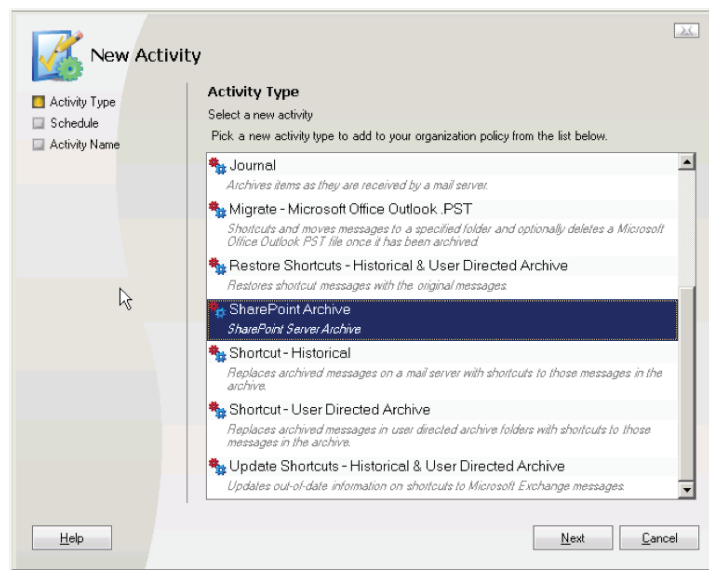 New Activity
Activity Type
Schedule
Activity Name
Activity Type
Select a new activity
Pick a new activity type to add to your organization policy from the list below.
Journal
Archives items as they are received by a mail server.
Migrate - Microsoft Office Outlook .PST
Shortcuts and moves messages to a specified folder and optionally deletes a Microsoft
Office Outlook PST file once it has been archived
Restore Shortcuts - Historical & User Directed Archive
Restores shortcut messages with the original messages.
SharePoint Archive
SharePoint Server Archive
Shortcut - Historical
Replaces archived messages on a mail server with shortcuts to those messages in the
archive.
Shortcut - User Directed Archive
Replaces archived messages in user directed archive folders with shortcuts to those
messages in the archive.
Update Shortcuts - Historical & User Directed Archive
Updates out-of-date information on shortcuts to Microsoft Exchange messages.
Help
Next
Cancel